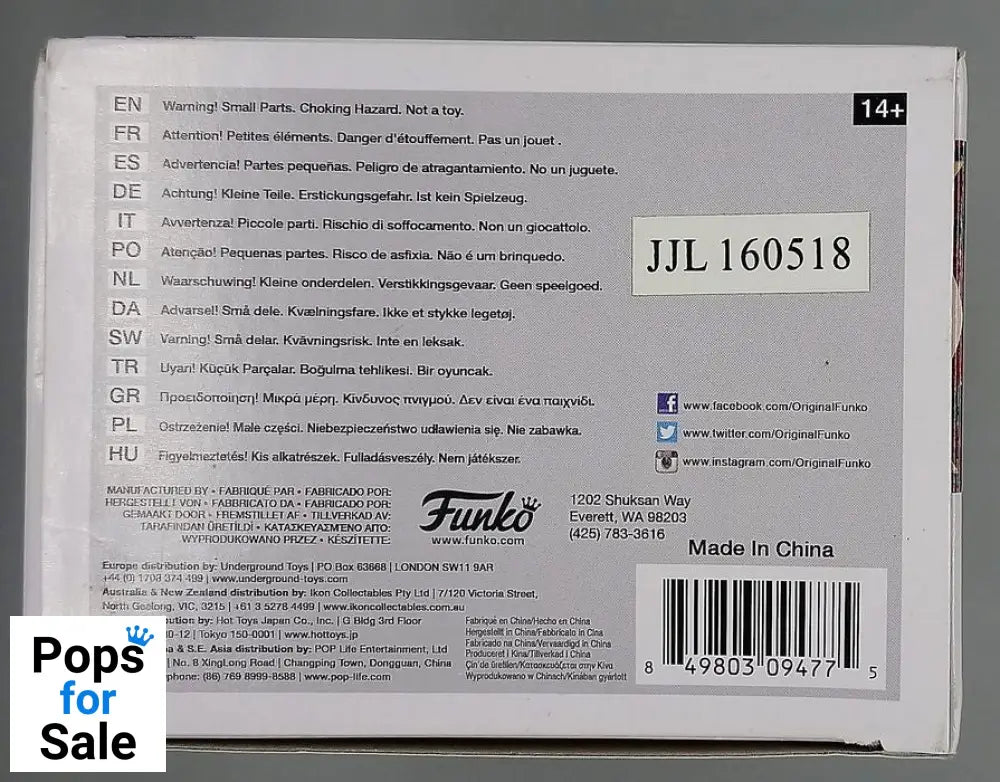 EN Warning! Small Parts. Choking Hazard. Not a toy.
14+
FR Attention! Petites éléments. Danger d'étouffement. Pas un jouet .
ES Advertencia! Partes pequeñas. Peligro de atragantamiento. No un juguete.
DE Achtung! Kleine Teile. Erstickungsgefahr. Ist kein Spielzeug.
IT Avvertenza! Piccole parti. Rischio di soffocamento. Non un giocattolo.
PO Atenção! Pequenas partes. Risco de asfixia. Não é um brinquedo.
JJL 160518
NL Waarschuwing! Kleine onderdelen. Verstikkingsgevaar. Geen speelgoed.
DA Advarsel! Små dele. Kvælningsfare. Ikke et stykke legetøj.
SW Varning! Små delar. Kvävningsrisk. Inte en leksak.
TR Uyarı! Küçük Parçalar. Boğulma tehlikesi. Bir oyuncak.
GR Προειδοποίηση! Μικρά μέρη. Κίνδυνος πνιγμού. Δεν είναι ένα παιχνίδι.
PL Ostrzeżenie! Małe części. Niebezpieczeństwo udławienia się. Nie zabawka.
HU Figyelmeztetés! Kis alkatrészek. Fulladásveszély. Nem játékszer.
www.facebook.com/OriginalFunko
www.twitter.com/OriginalFunko
www.instagram.com/OriginalFunko
MANUFACTURED BY • FABRIQUÉ PAR • FABRICADO POR:
HERGESTELLT VON • FABBRICATO DA • FABRICADO POR:
GEMAAKT DOOR • FREMSTILLET AF • TILLVERKAD AV:
TARAFINDAN ÜRETİLDİ • ΚΑΤΑΣΚΕΥΑΣΜΈΝΟ ΑΠΌ:
WYPRODUKOWANO PRZEZ • KÉSZÍTETTE:
Funko
www.funko.com
1202 Shuksan Way
Everett, WA 98203
(425) 783-3616
Made In China
Europe distribution by: Underground Toys | PO Box 63668 | LONDON SW11 9AR
+44 (0) 1708 374 499 | www.underground-toys.com
Australia & New Zealand distribution by: Ikon Collectables Pty Ltd | 7/120 Victoria Street,
North Geelong, VIC, 3215 | +61 3 5278 4499 | www.ikoncollectables.com.au
ution by: Hot Toys Japan Co., Inc. | G Bldg 3rd Floor
0-12 | Tokyo 150-0001 | www.hottoys.jp
a & S.E. Asia distribution by: POP Life Entertainment, Ltd
| No. 8 XingLong Road | Changping Town, Dongguan, China
phone: (86) 769 8999-8588 | www.pop-life.com
Fabriqué en China/Hecho en China
Hergestellt in China/Fabbricato in Cina
Fabricado na China/Vervaardigd in China
Produceret i Kina/Tillverkad i China
Çin'de üretilen/Κατασκευάζεται στην Κίνα
Wyprodukowano w Chinach/Kínában gyártott
8 49803 09477 5
Pops
for
Sale